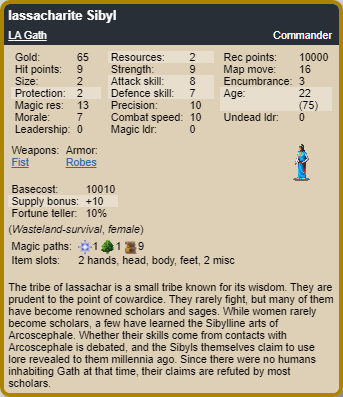 Iassacharite Sibyl
LA Gath Commander
Gold: 65 Resources: 2 Rec points: 10000
Hit points: 9 Strength: 9 Map move: 16
Size: 2 Attack skill: 8 Encumbrance: 3
Protection: 2 Defence skill: 7 Age: 22
Magic res: 13 Precision: 10 (75)
Morale: 7 Combat speed: 10 Undead ldr: 0
Leadership: 0 Magic ldr: 0
Weapons: Armor:
Fist Robes
Basecost: 10010
Supply bonus: +10
Fortune teller: 10%
(Wasteland-survival, female)
Magic paths: 1 1 9
Item slots: 2 hands, head, body, feet, 2 misc
The tribe of Iassachar is a small tribe known for its wisdom. They are
prudent to the point of cowardice. They rarely fight, but many of them
have become renowned scholars and sages. While women rarely
become scholars, a few have learned the Sibylline arts of
Arcoscephale. Whether their skills come from contacts with
Arcoscephale is debated, and the Sibyls themselves claim to use
lore revealed to them millennia ago. Since there were no humans
inhabiting Gath at that time, their claims are refuted by most
scholars.